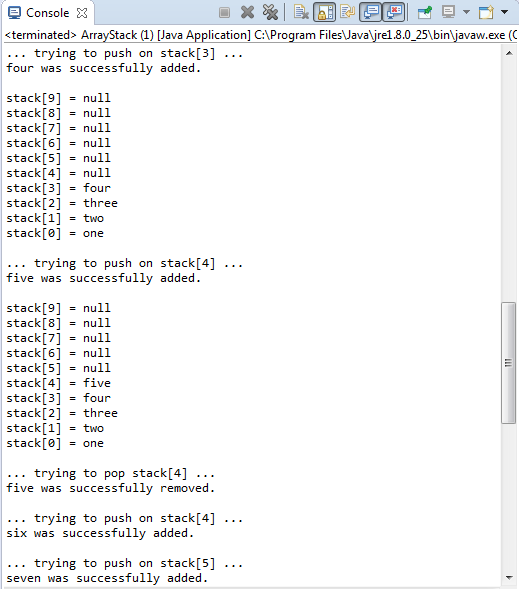 Console
<terminated> ArrayStack (1) [Java Application] C:\Program Files\Java\jre1.8.0_25\bin\javaw.exe (
... trying to push on stack[3] ...
four was successfully added.
stack[9] = null
stack[8] = null
stack[7] = null
stack[6] = null
stack[5] = null
stack[4] = null
stack[3] = four
stack[2] = three
stack[1] = two
stack[0] = one
... trying to push on stack[4] ...
five was successfully added.
stack[9] = null
stack[8] = null
stack[7] = null
stack[6] = null
stack[5] = null
stack[4] = five
stack[3] = four
stack[2] = three
stack[1] = two
stack[0] = one
... trying to pop stack[4] ...
five was successfully removed.
... trying to push on stack[4] ...
six was successfully added.
... trying to push on stack[5] ...
seven was successfully added.